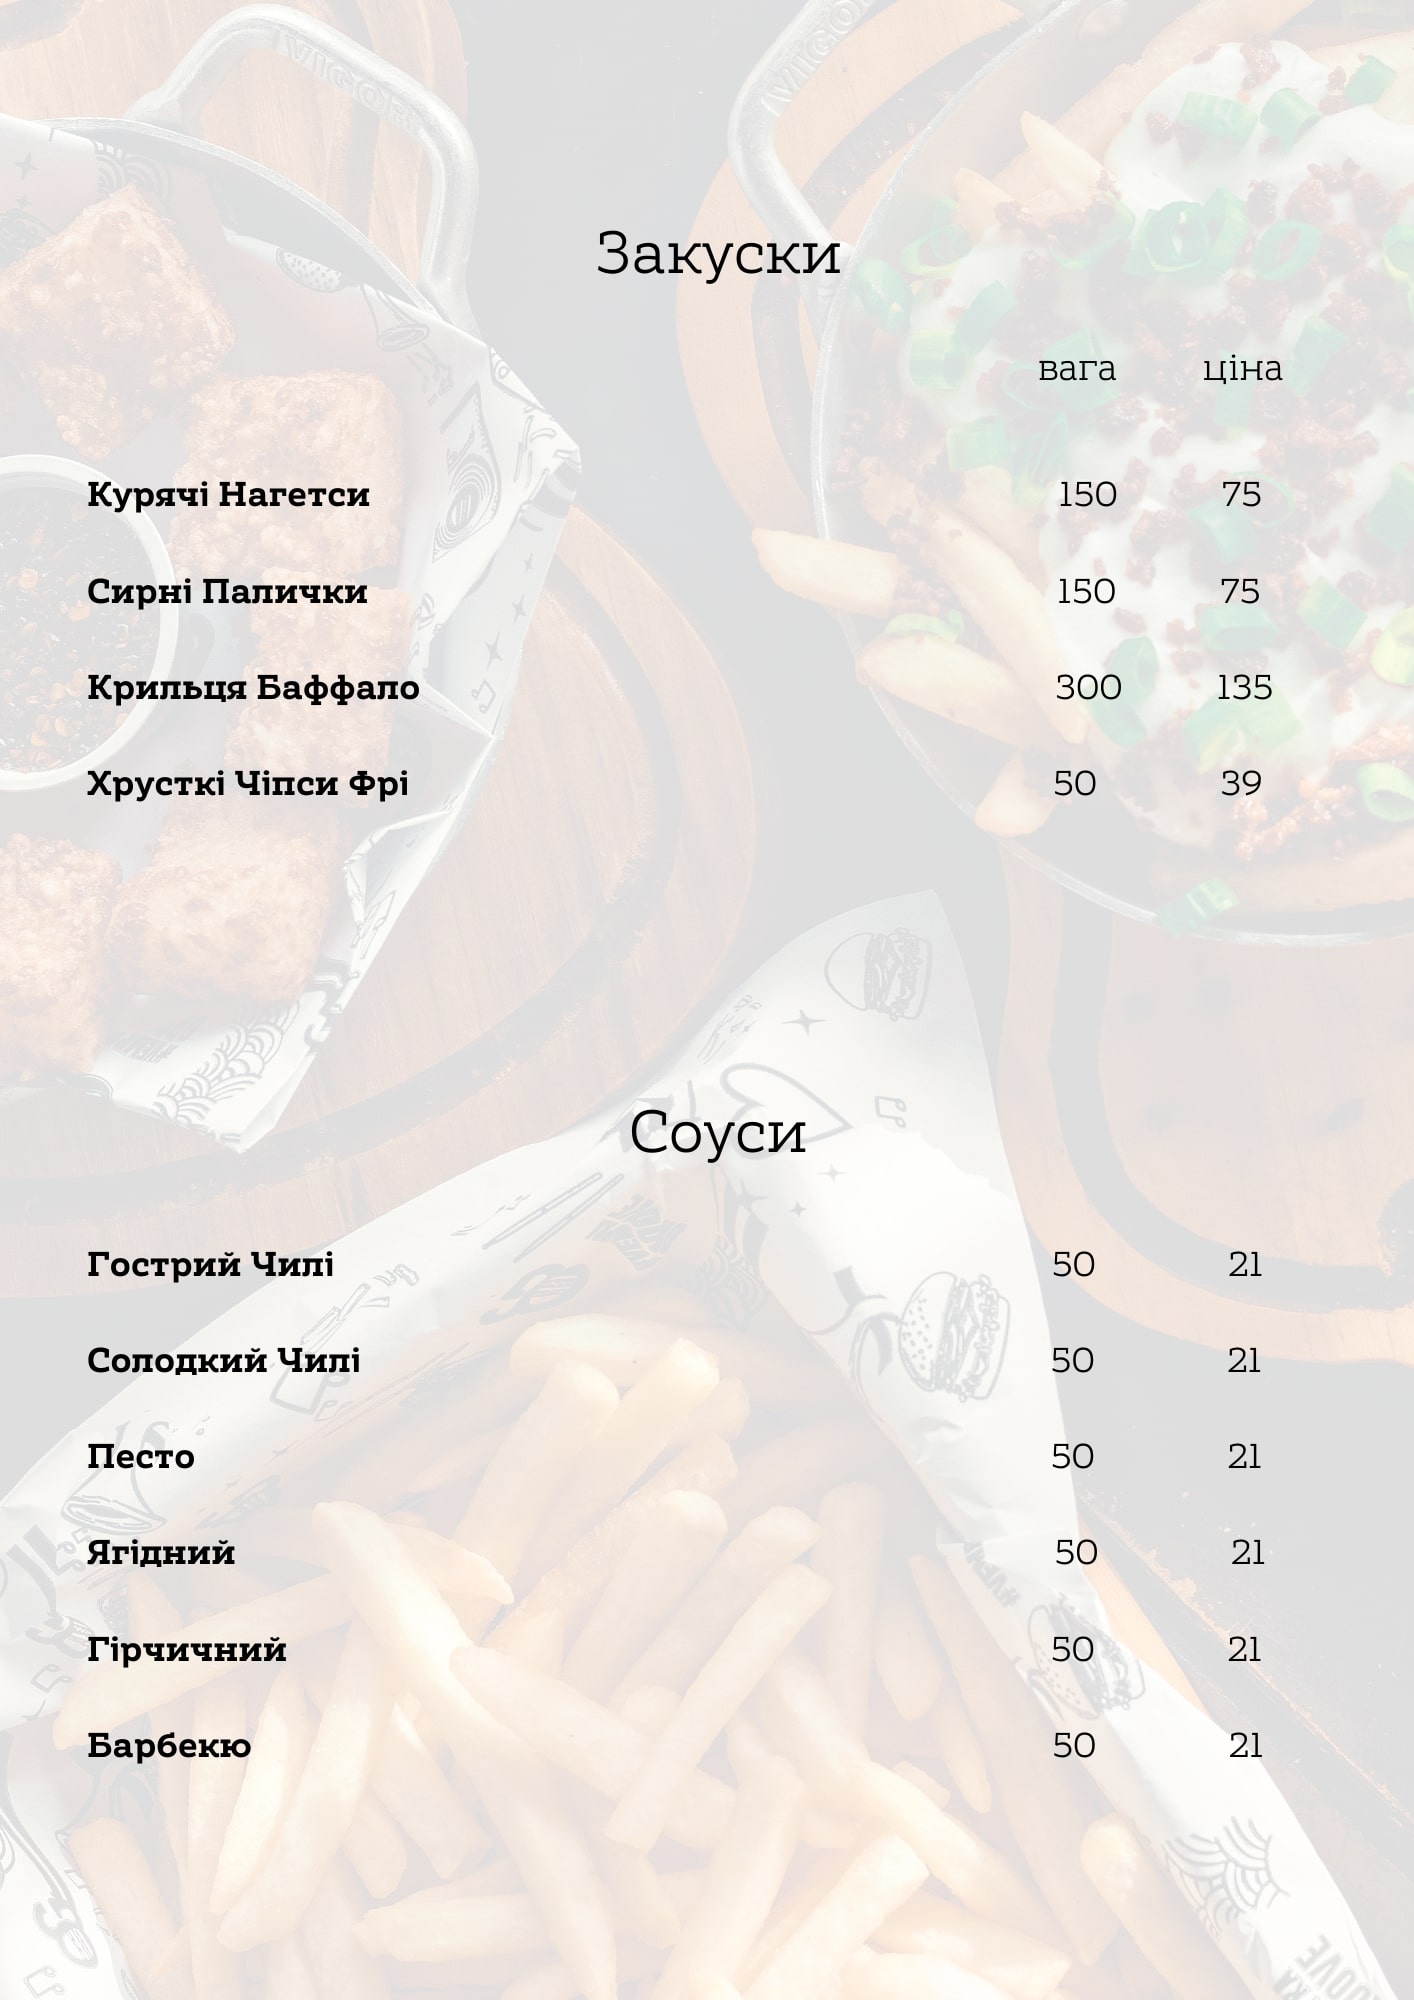 Закуски
вага ціна
Курячі Нагетси 150 75
Сирні Палички 150 75
Крильця Баффало 300 135
Хрусткі Чіпси Фрі 50 39
Соуси
Гострий Чилі 50 21
Солодкий Чилі 50 21
Песто 50 21
Ягідний 50 21
Гірчичний 50 21
Барбекю 50 21